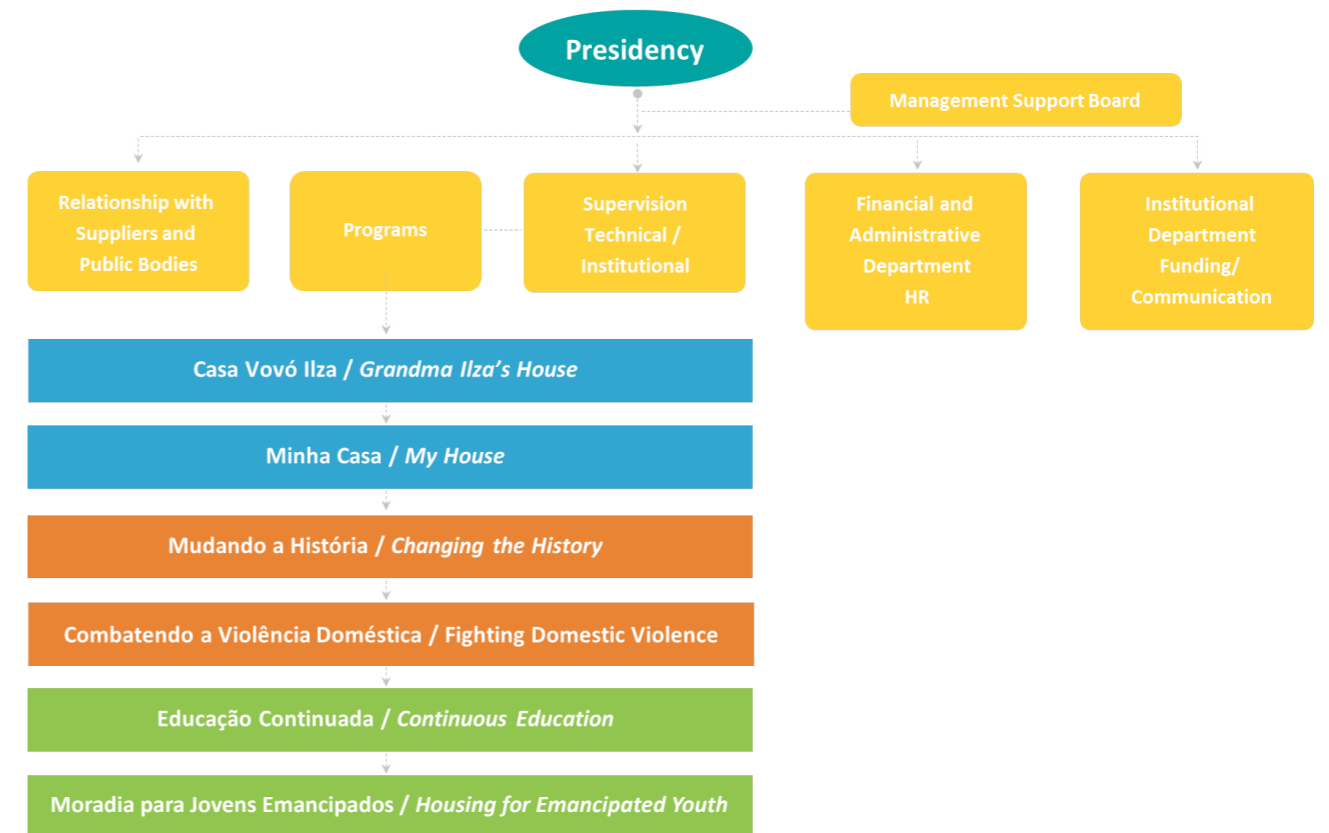 Presidency
Management Support Board
Relationship with
Suppliers and
Public Bodies
Programs
Supervision
Technical /
Institutional
Financial and
Administrative
Department
HR
Institutional
Department
Funding/
Communication
Casa Vovó Ilza / Grandma Ilza’s House
Minha Casa / My House
Mudando a História / Changing the History
Combatendo a Violência Doméstica / Fighting Domestic Violence
Educação Continuada / Continuous Education
Moradia para Jovens Emancipados / Housing for Emancipated Youth